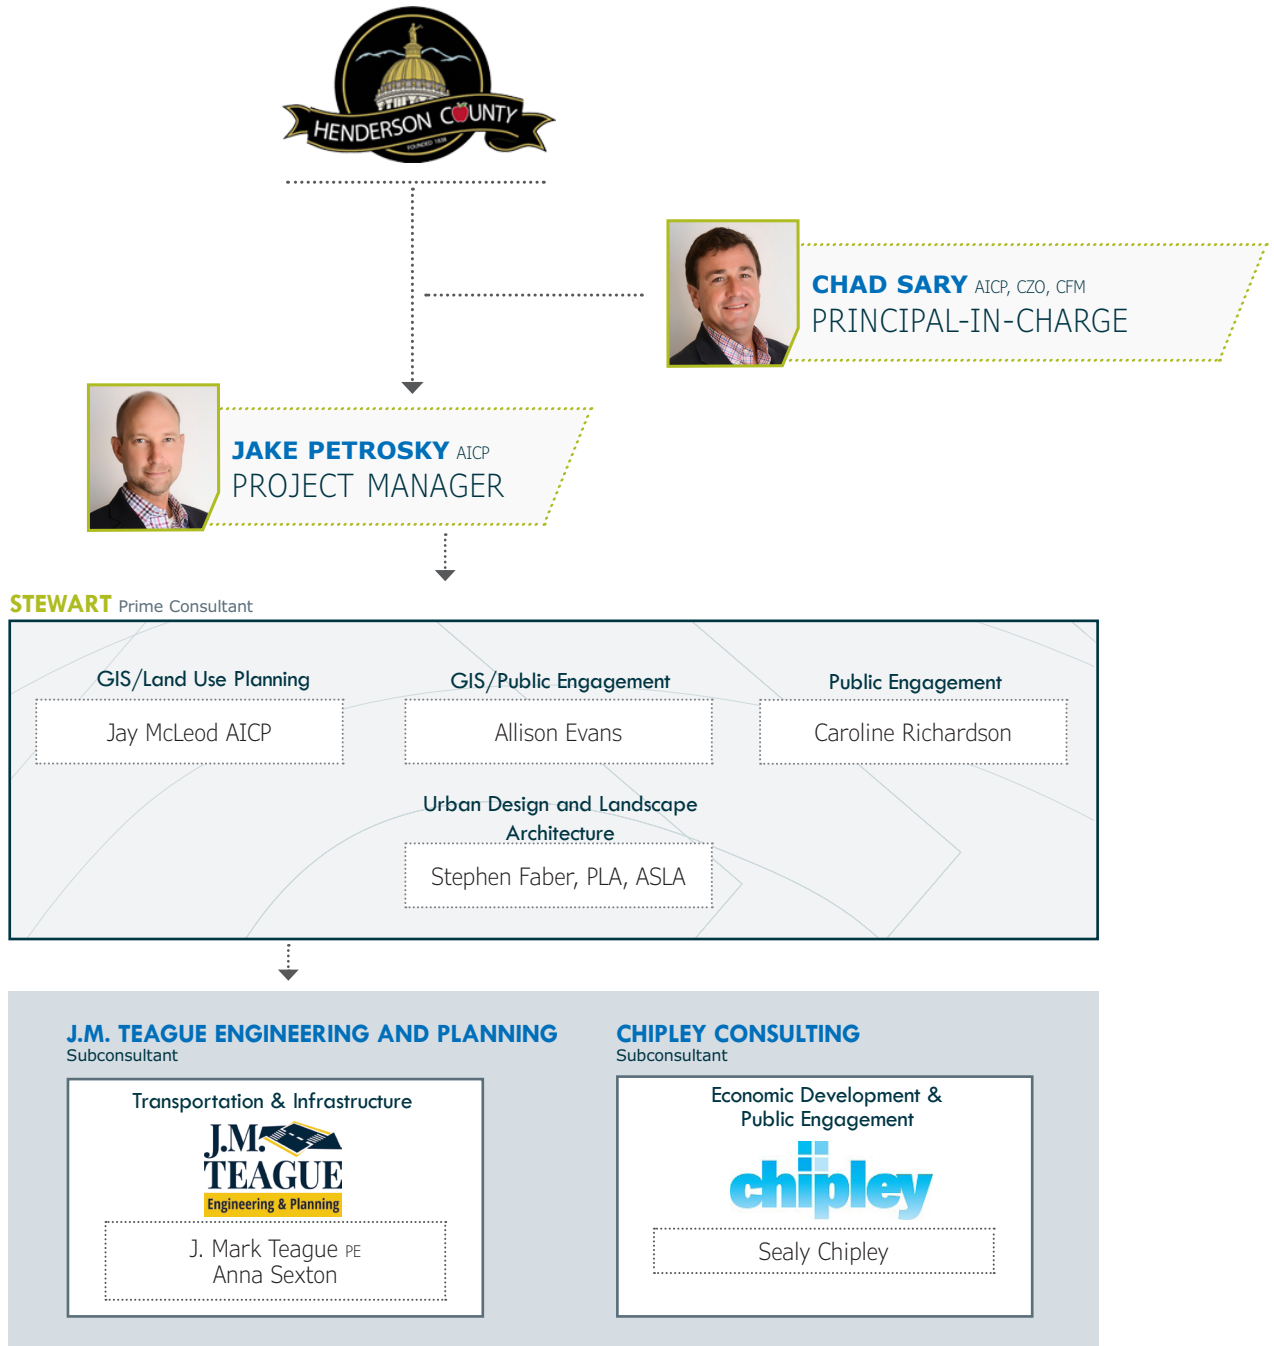 HENDERSON COUNTY
FOUNDED 1838
CHAD SARY AICP, CZO, CFM
PRINCIPAL-IN-CHARGE
JAKE PETROSKY AICP
PROJECT MANAGER
STEWART Prime Consultant
GIS/Land Use Planning
Jay McLeod AICP
GIS/Public Engagement
Allison Evans
Public Engagement
Caroline Richardson
Urban Design and Landscape
Architecture
Stephen Faber, PLA, ASLA
J.M. TEAGUE ENGINEERING AND PLANNING
Subconsultant
Transportation & Infrastructure
J.M.
TEAGUE
Engineering & Planning
J. Mark Teague PE
Anna Sexton
CHIPLEY CONSULTING
Subconsultant
Economic Development &
Public Engagement
chipley
Sealy Chipley